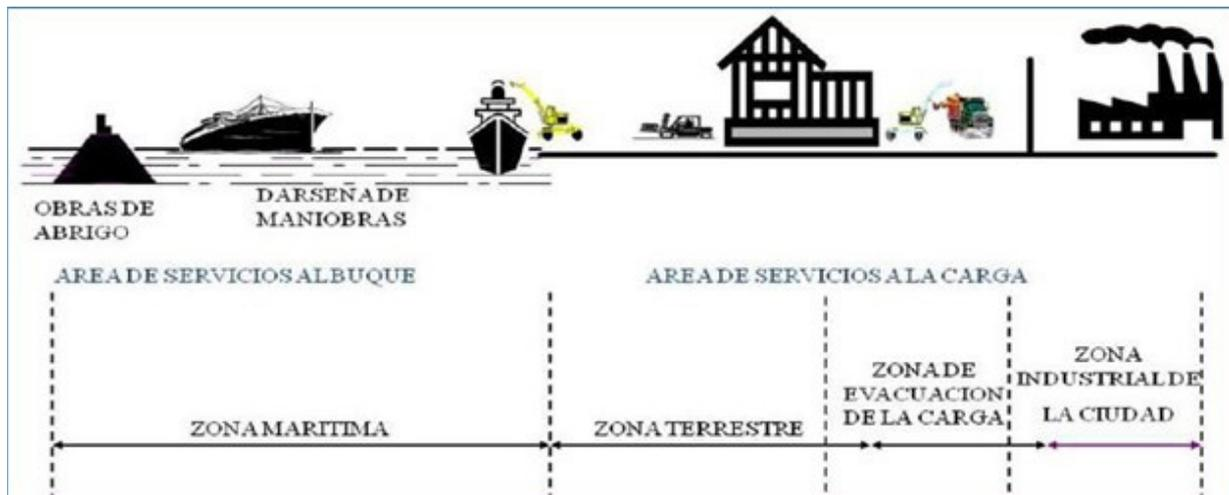 OBRAS DE
ABRIGO
DARSENA DE
MANIOBRAS
AREA DE SERVICIOS AL BUQUE
AREA DE SERVICIOS A LA CARGA
ZONA MARITIMA
ZONA TERRESTRE
ZONA DE
EVACUACION
DE LA CARGA
ZONA
INDUSTRIAL DE
LA CIUDAD